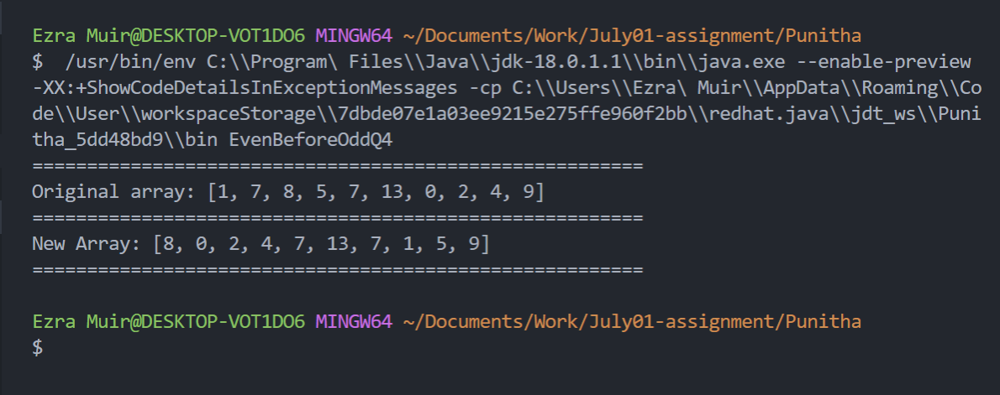 Ezra Muir@DESKTOP-VOT1DO6 MINGW64 ~/Documents/Work/July01-assignment/Punitha
$  /usr/bin/env C:\\Program\ Files\\Java\\jdk-18.0.1.1\\bin\\java.exe --enable-preview
-XX:+ShowCodeDetailsInExceptionMessages -cp C:\\Users\\Ezra\ Muir\\AppData\\Roaming\\Co
de\\User\\workspaceStorage\\7dbde07e1a03ee9215e275ffe960f2bb\\redhat.java\\jdt_ws\\Puni
tha_5dd48bd9\\bin EvenBeforeOddQ4
========================================================
Original array: [1, 7, 8, 5, 7, 13, 0, 2, 4, 9]
========================================================
New Array: [8, 0, 2, 4, 7, 13, 7, 1, 5, 9]
========================================================
Ezra Muir@DESKTOP-VOT1DO6 MINGW64 ~/Documents/Work/July01-assignment/Punitha
$